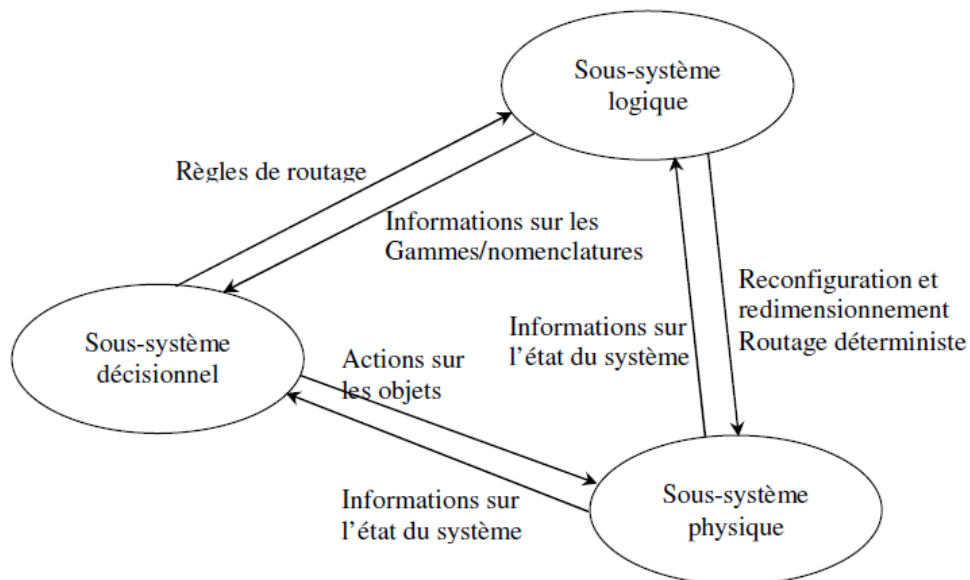 Sous-système
logique
Règles de routage
Informations sur les
Gammes/nomenclatures
Reconfiguration et
redimensionnement
Routage déterministe
Informations sur
l'état du système
Sous-système
décisionnel
Actions sur
les objets
Informations sur
l'état du système
Sous-système
physique